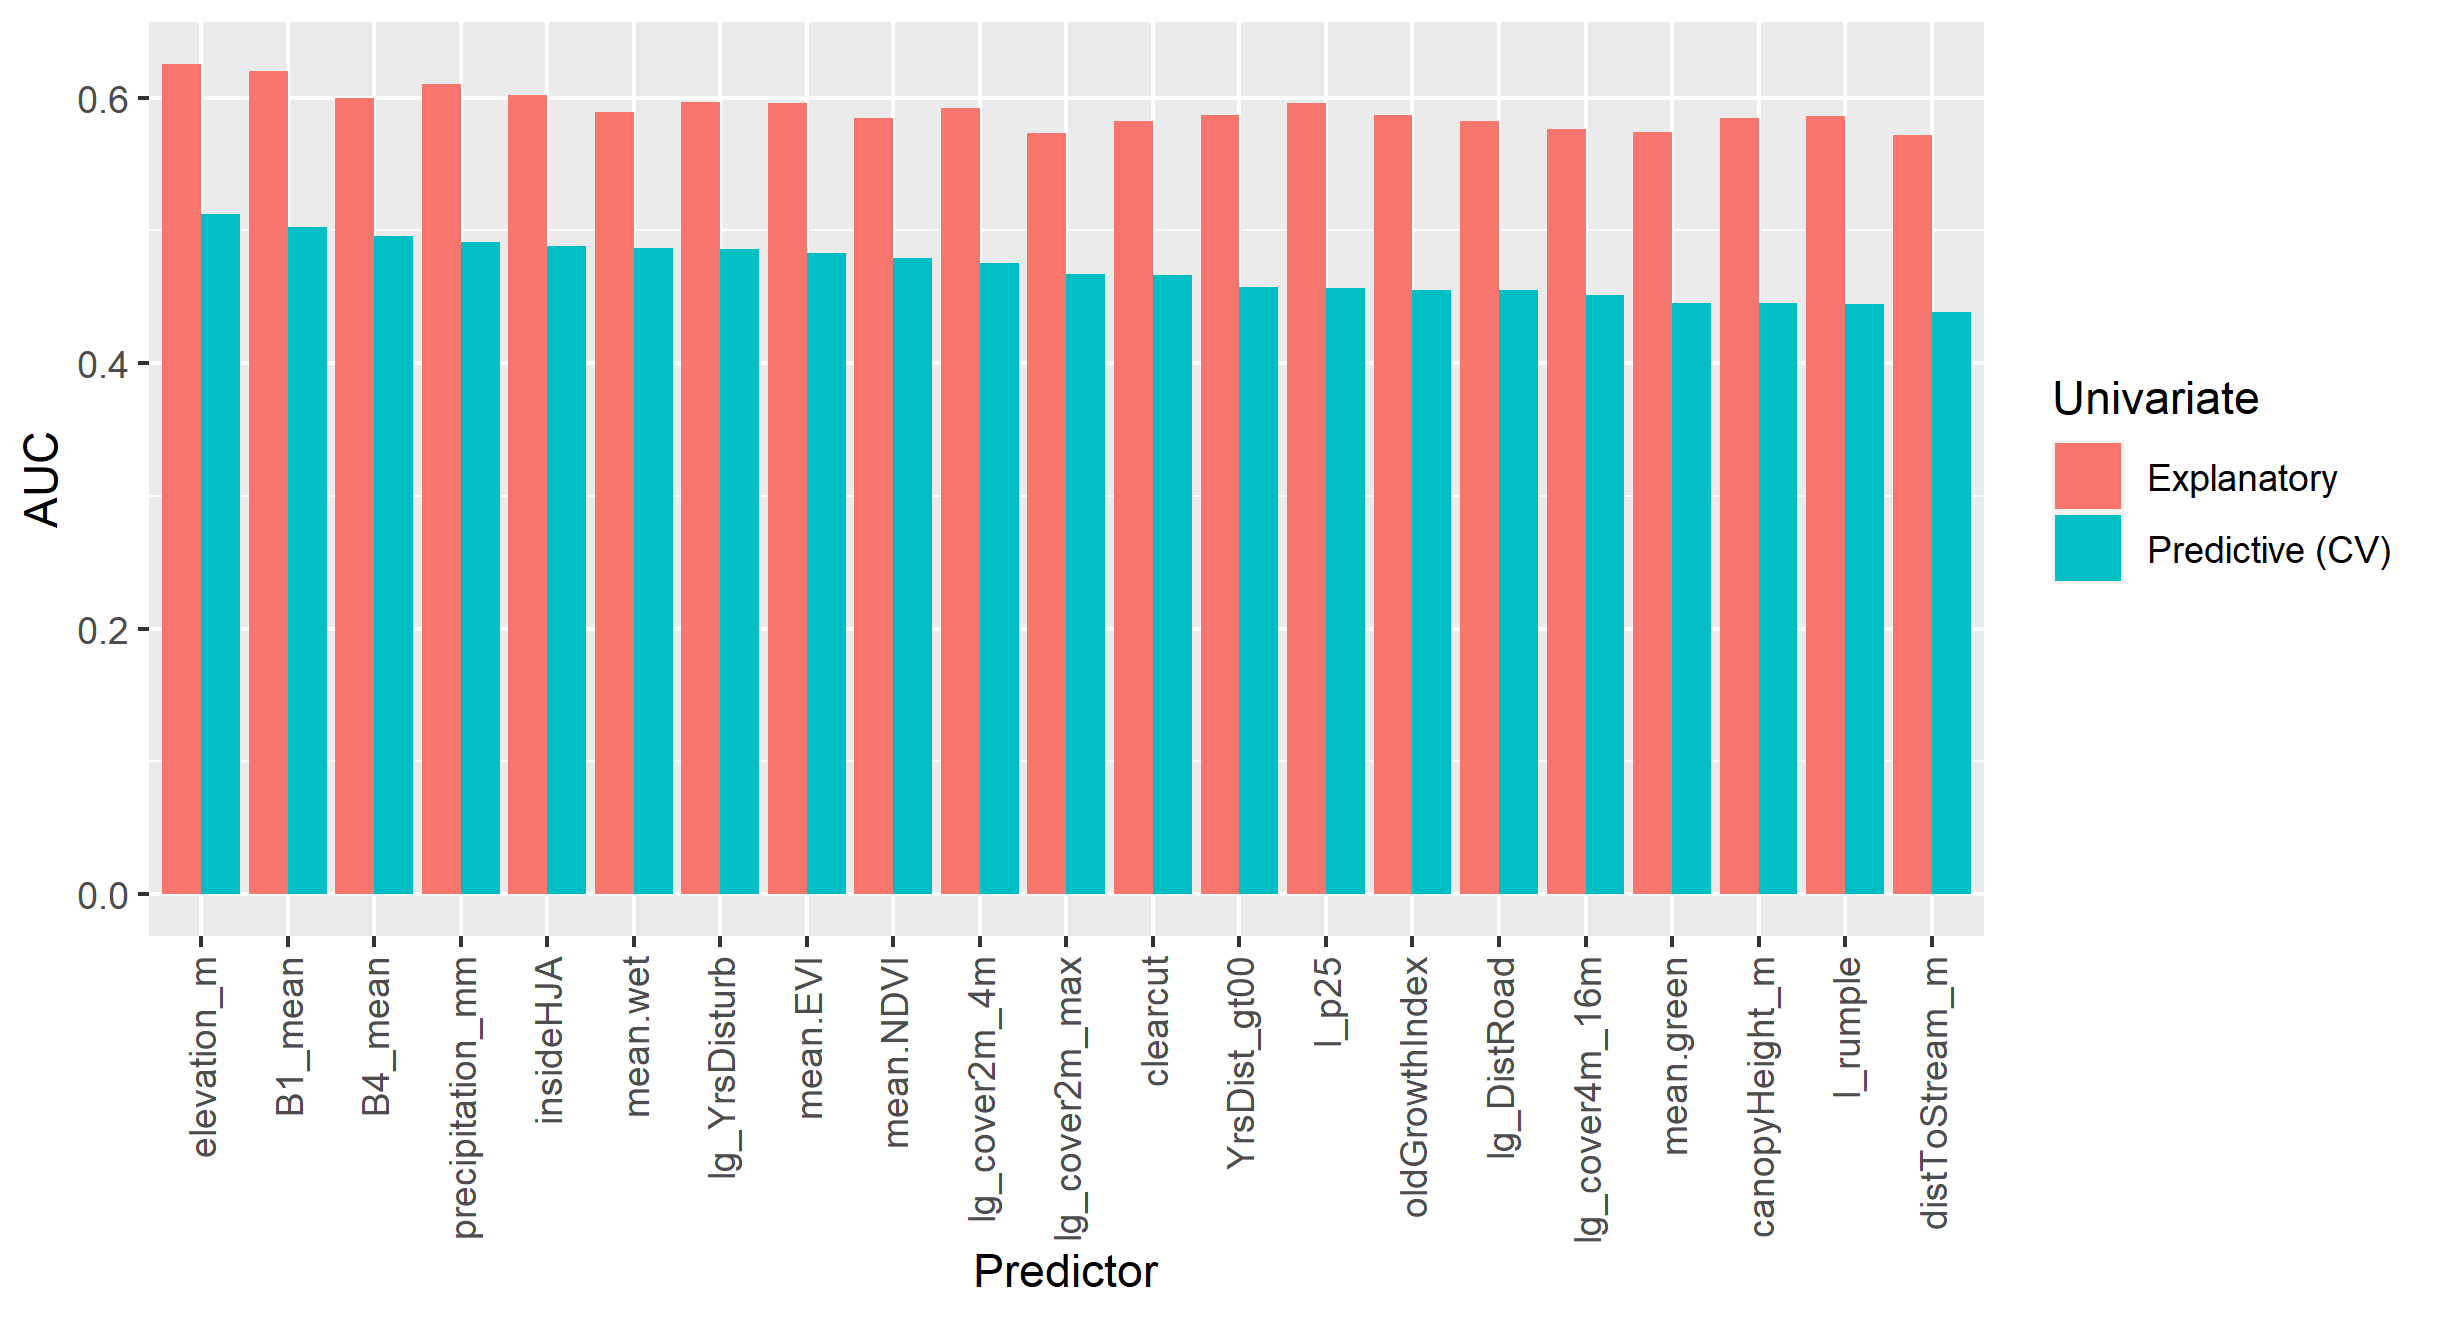 0.6
0.4
0.2
0.0
AUC
elevation_m
B1_mean
B4_mean
precipitation_mm
insideHJA
mean.wet
lg_YrsDisturb
mean.EVI
mean.NDVI
lg_cover2m_4m
lg_cover2m_max
clearcut
YrsDist_gt00
l_p25
oldGrowthIndex
lg_DistRoad
lg_cover4m_16m
mean.green
canopyHeight_m
l_rumple
distToStream_m
Predictor
Univariate
Explanatory
Predictive (CV)